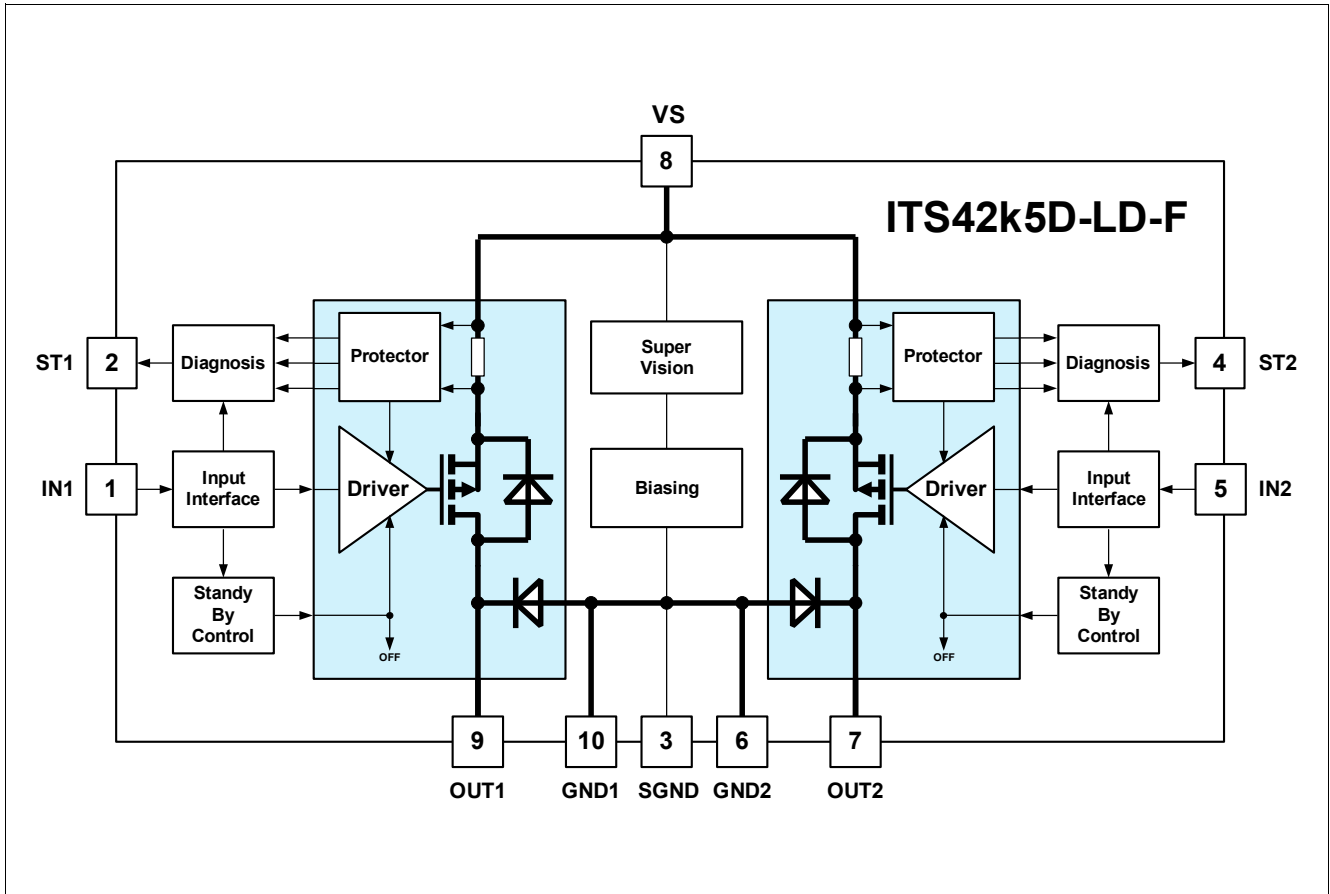 VS
8
ITS42k5D-LD-F
ST1
2
Diagnosis
Protector
Super
Vision
Protector
Diagnosis
4
ST2
IN1
1
Input
Interface
Driver
Biasing
Driver
Input
Interface
5
IN2
Standy
By
Control
OFF
OFF
Standy
By
Control
9
10
3
6
7
OUT1
GND1
SGND
GND2
OUT2